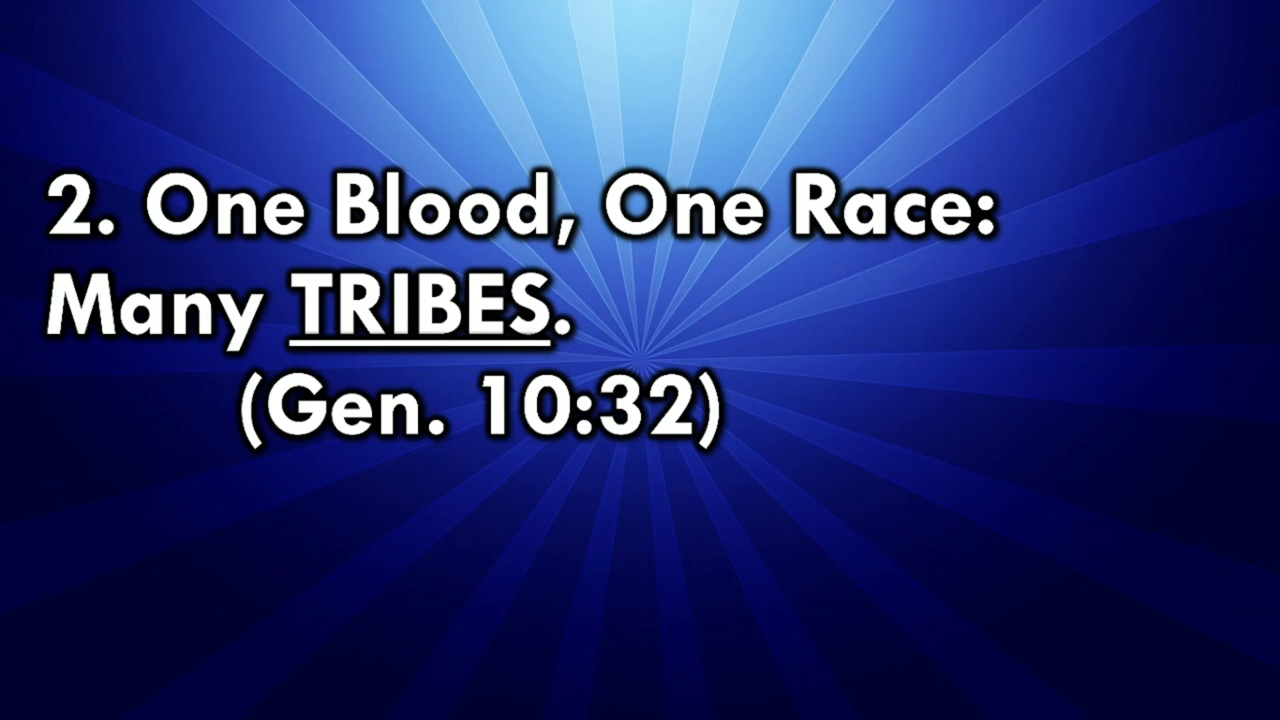 2. One Blood, One Race:
Many TRIBES.
(Gen. 10:32)